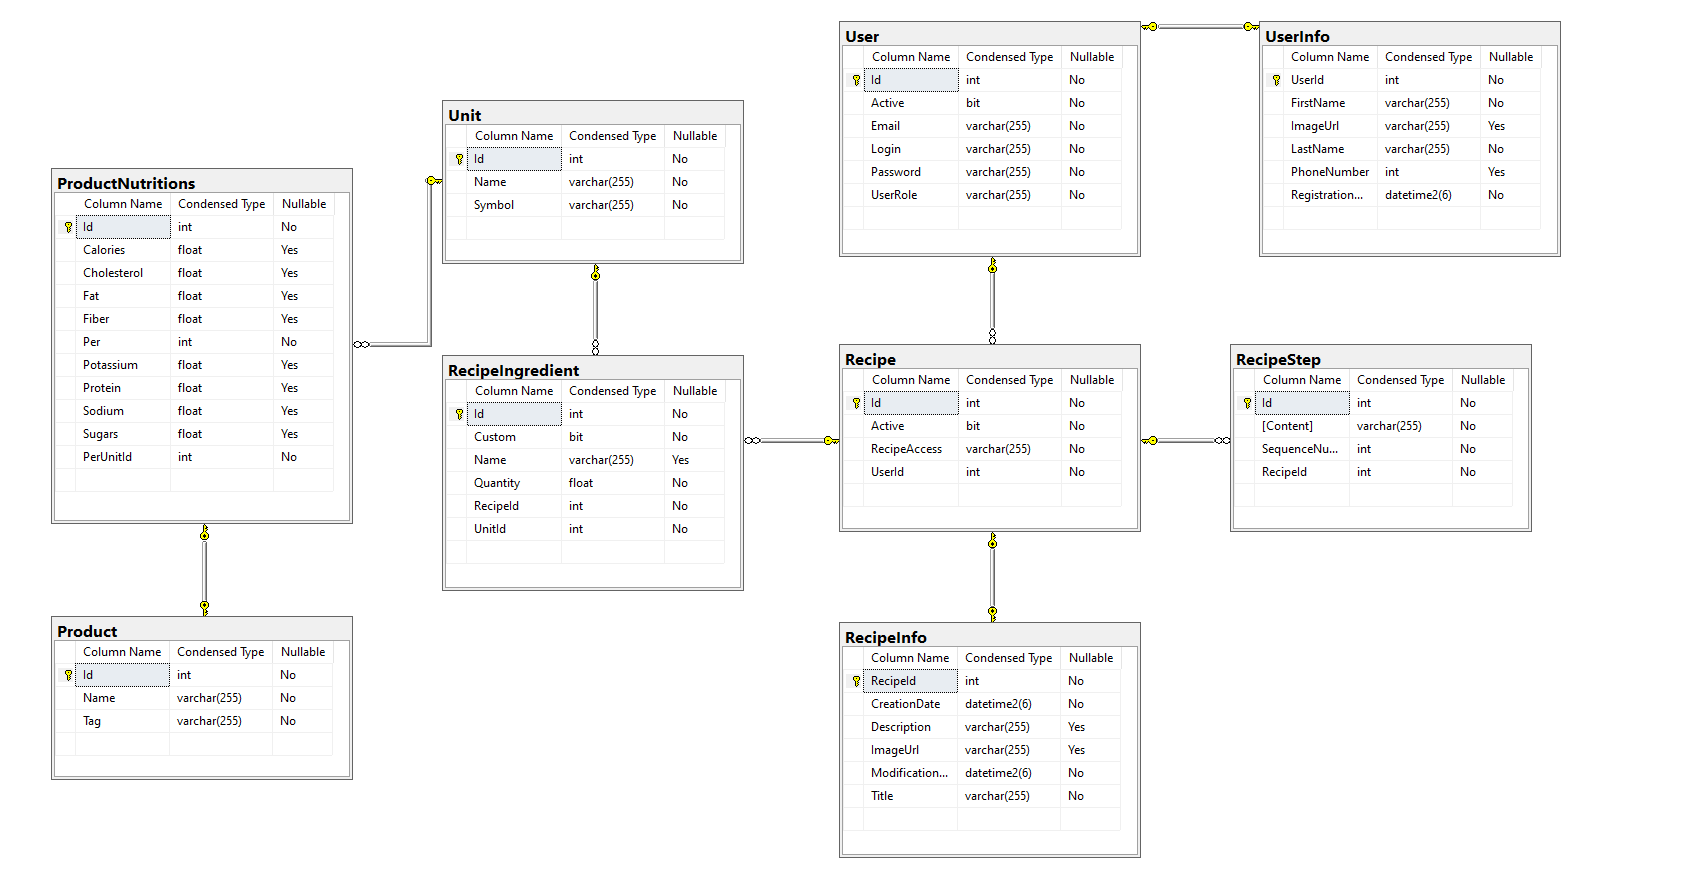 User
Column Name Condensed Type Nullable
Id int No
Active bit No
Email varchar(255) No
Login varchar(255) No
Password varchar(255) No
UserRole varchar(255) No
UserInfo
Column Name Condensed Type Nullable
UserId int No
FirstName varchar(255) No
ImageUrl varchar(255) Yes
LastName varchar(255) No
PhoneNumber int Yes
Registration... datetime2(6) No
Unit
Column Name Condensed Type Nullable
Id int No
Name varchar(255) No
Symbol varchar(255) No
ProductNutritions
Column Name Condensed Type Nullable
Id int No
Calories float Yes
Cholesterol float Yes
Fat float Yes
Fiber float Yes
Per int No
Potassium float Yes
Protein float Yes
Sodium float Yes
Sugars float Yes
PerUnitId int No
RecipeIngredient
Column Name Condensed Type Nullable
Id int No
Custom bit No
Name varchar(255) Yes
Quantity float No
RecipeId int No
UnitId int No
Recipe
Column Name Condensed Type Nullable
Id int No
Active bit No
RecipeAccess varchar(255) No
UserId int No
RecipeStep
Column Name Condensed Type Nullable
Id int No
[Content] varchar(255) No
SequenceNu... int No
RecipeId int No
Product
Column Name Condensed Type Nullable
Id int No
Name varchar(255) No
Tag varchar(255) No
RecipeInfo
Column Name Condensed Type Nullable
RecipeId int No
CreationDate datetime2(6) No
Description varchar(255) Yes
ImageUrl varchar(255) Yes
Modification... datetime2(6) No
Title varchar(255) No